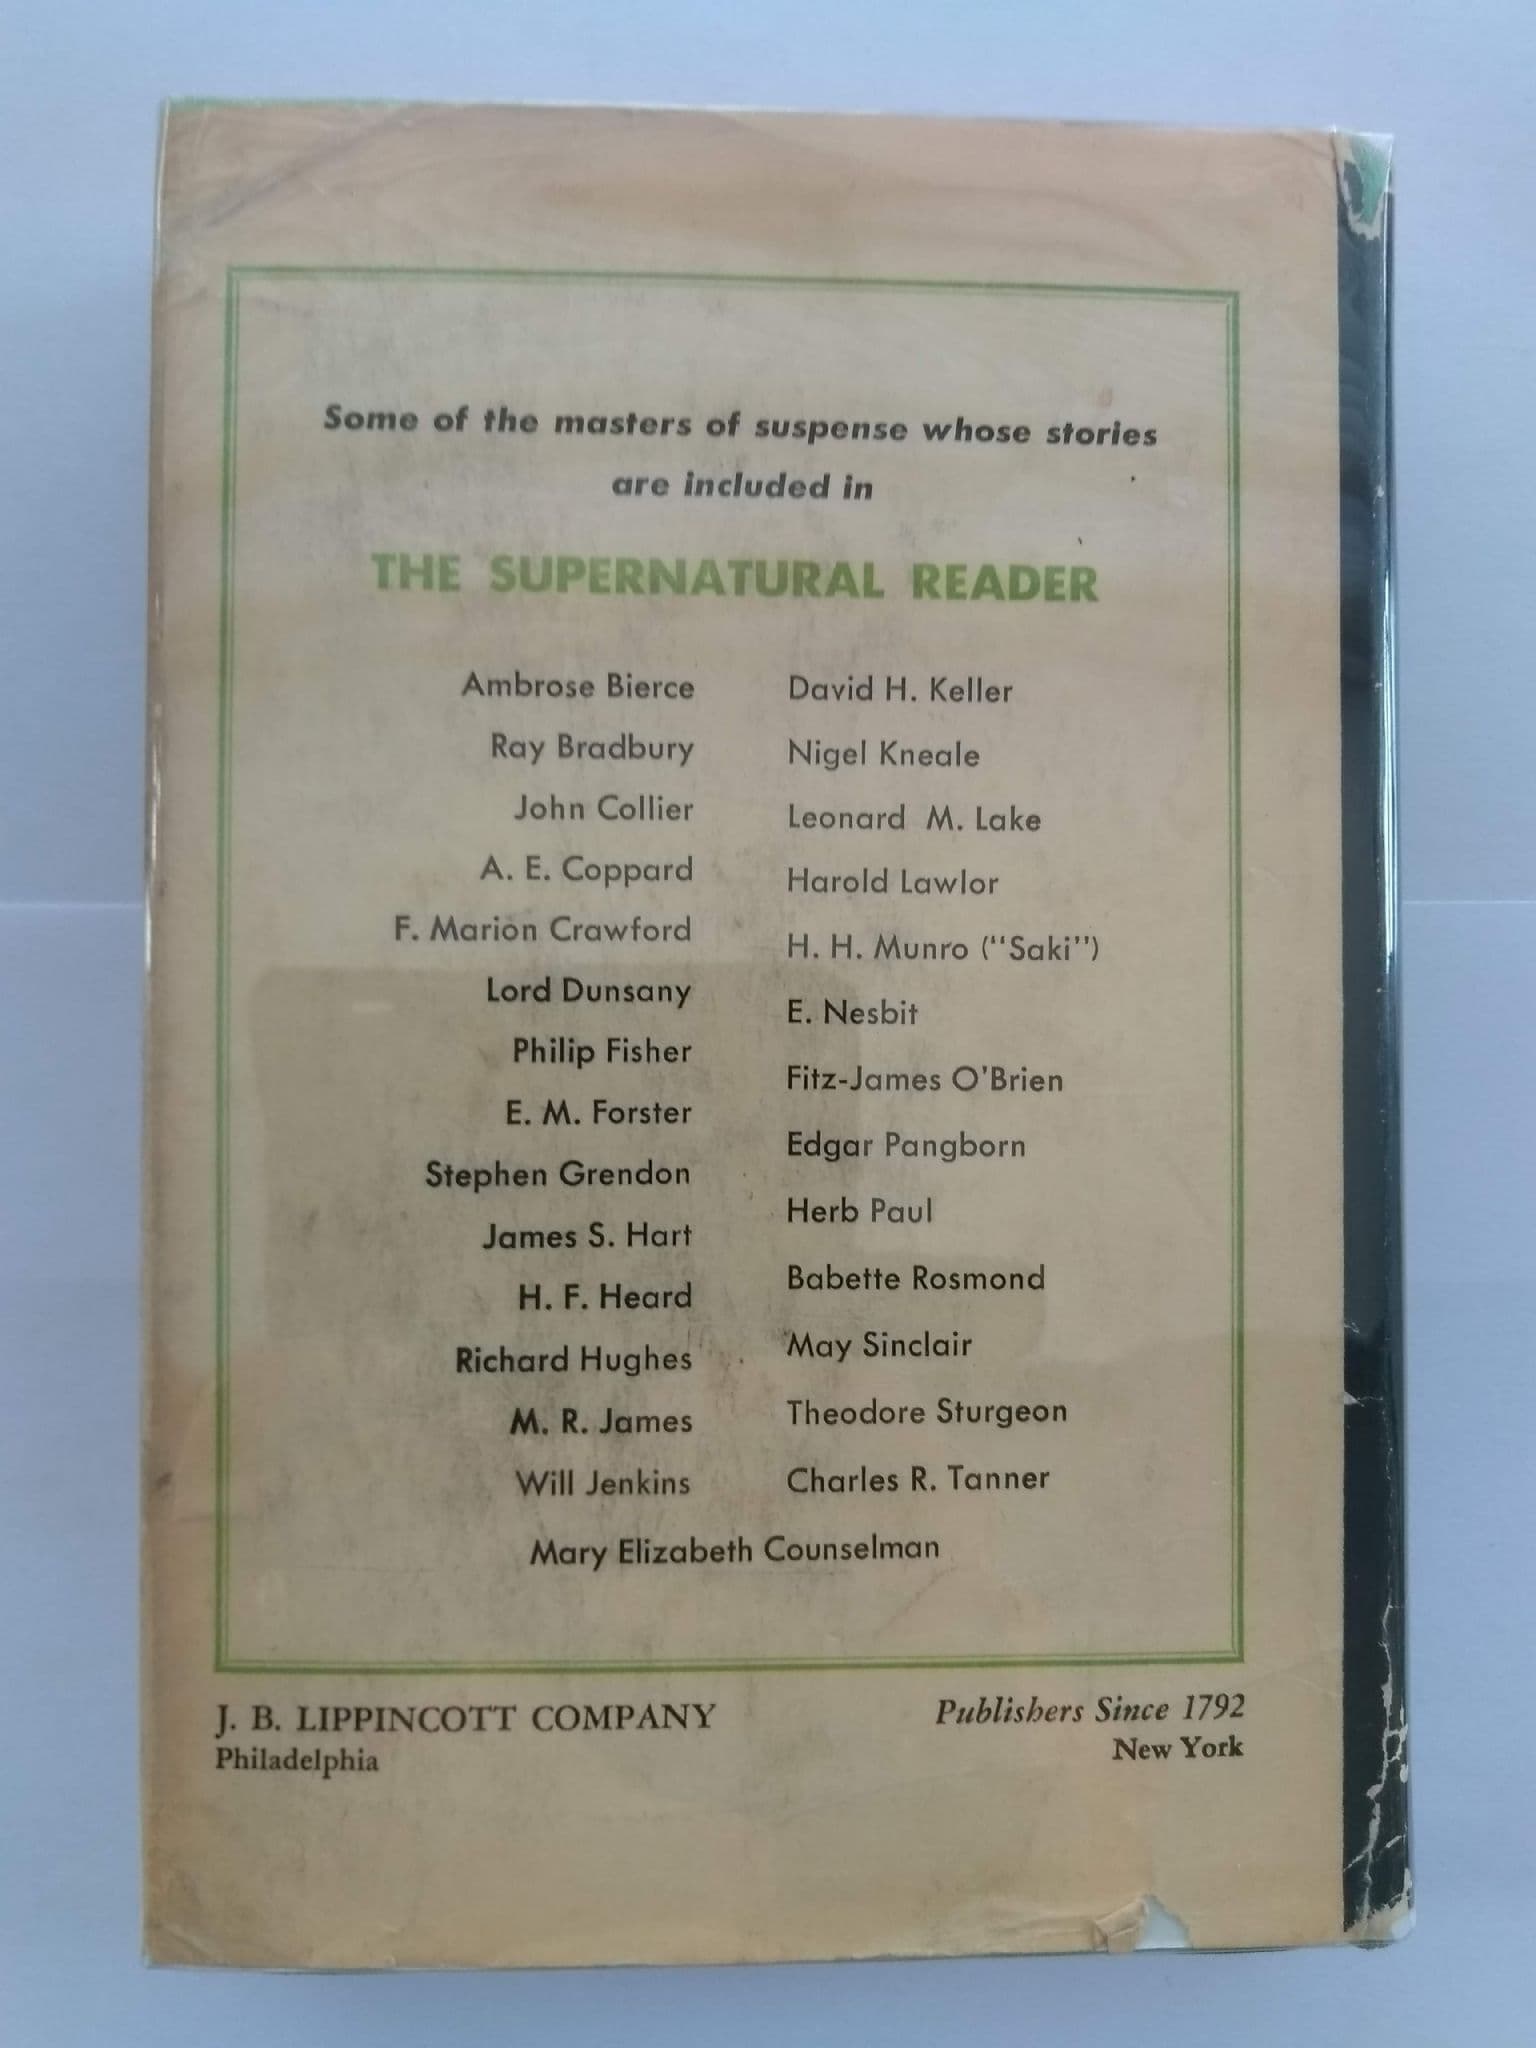 Some of the masters of suspense whose stories
are included in
THE SUPERNATURAL READER
Ambrose Bierce
Ray Bradbury
John Collier
A. E. Coppard
F. Marion Crawford
Lord Dunsany
Philip Fisher
E. M. Forster
Stephen Grendon
James S. Hart
H. F. Heard
Richard Hughes
M. R. James
Will Jenkins
David H. Keller
Nigel Kneale
Leonard M. Lake
Harold Lawlor
H. H. Munro ("Saki")
E. Nesbit
Fitz-James O'Brien
Edgar Pangborn
Herb Paul
Babette Rosmond
May Sinclair
Theodore Sturgeon
Charles R. Tanner
Mary Elizabeth Counselman
J. B. LIPPINCOTT COMPANY
Philadelphia
Publishers Since 1792
New York